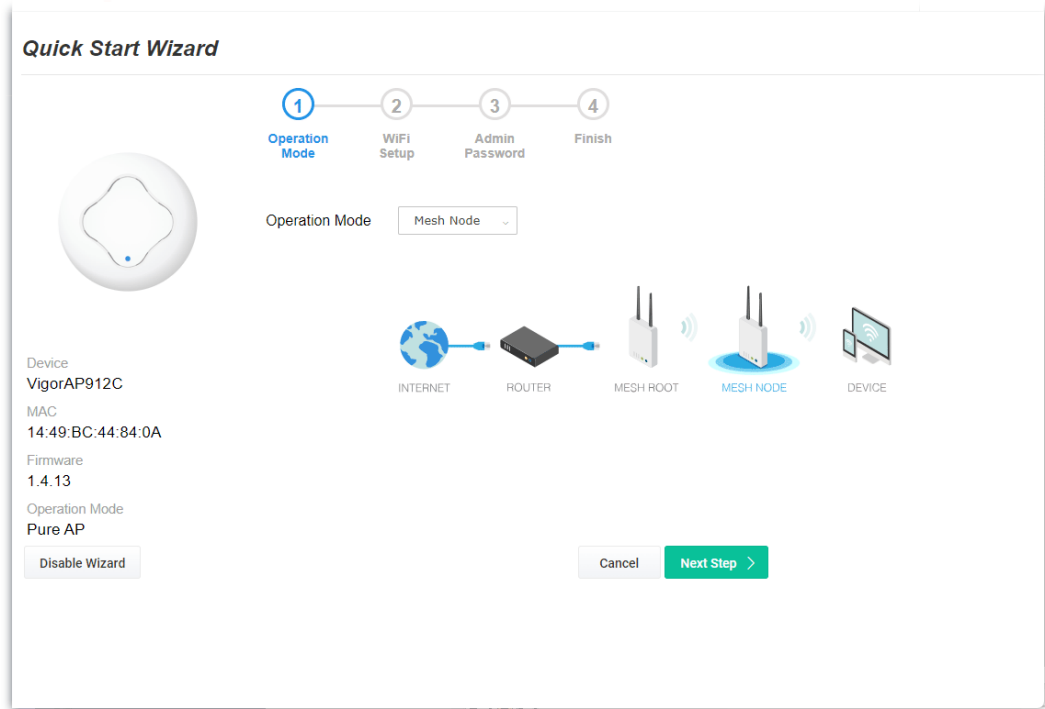 Quick Start Wizard
1
2
3
4
Operation
Mode
WiFi
Setup
Admin
Password
Finish
Operation Mode
Mesh Node
INTERNET
ROUTER
MESH ROOT
MESH NODE
DEVICE
Device
VigorAP912C
MAC
14:49:BC:44:84:0A
Firmware
1.4.13
Operation Mode
Pure AP
Disable Wizard
Cancel
Next Step